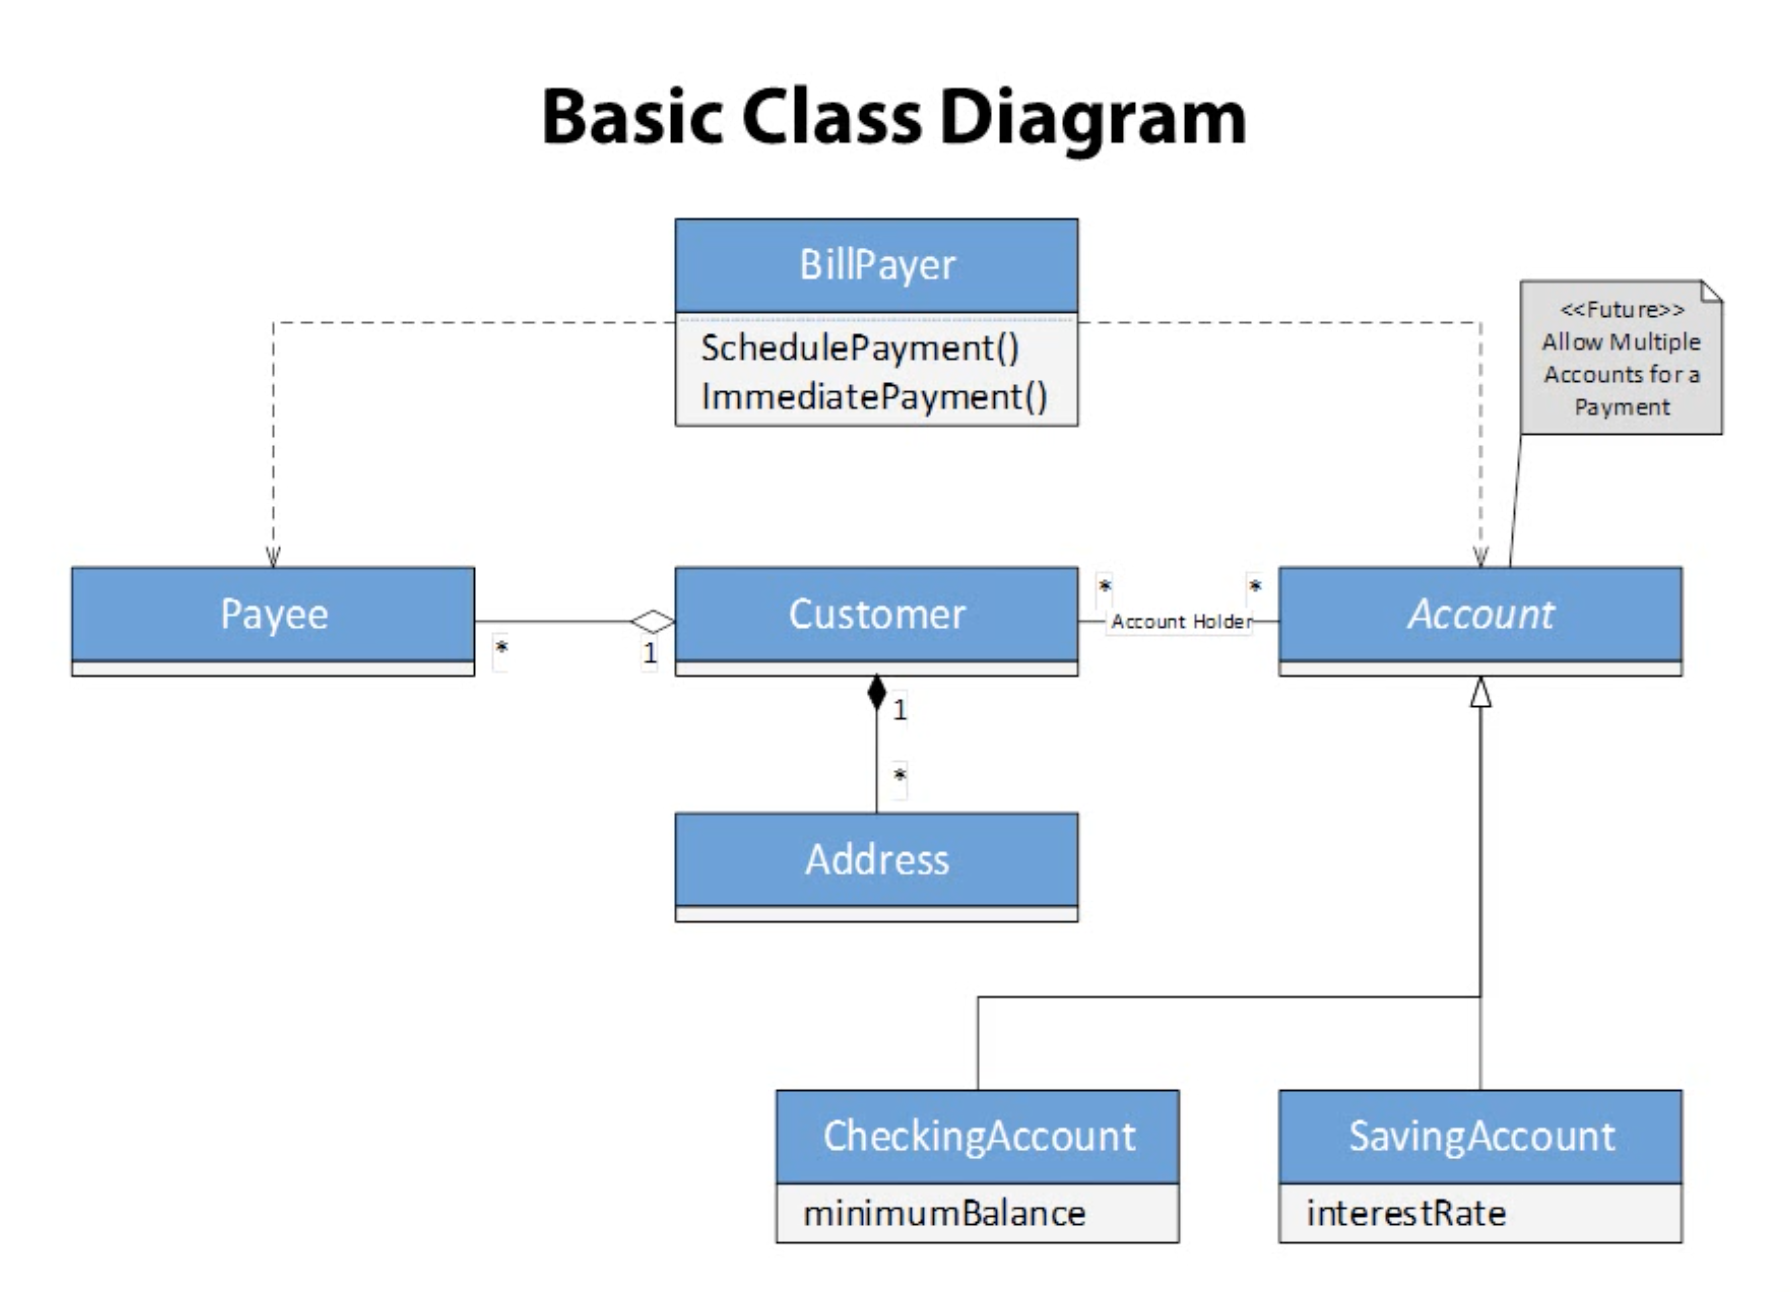 Basic Class Diagram
BillPayer
SchedulePayment()
ImmediatePayment()
<<Future>>
Allow Multiple
Accounts for a
Payment
Payee
*
1
Customer
*
Account Holder
*
Account
1
*
Address
CheckingAccount
minimumBalance
SavingAccount
interestRate